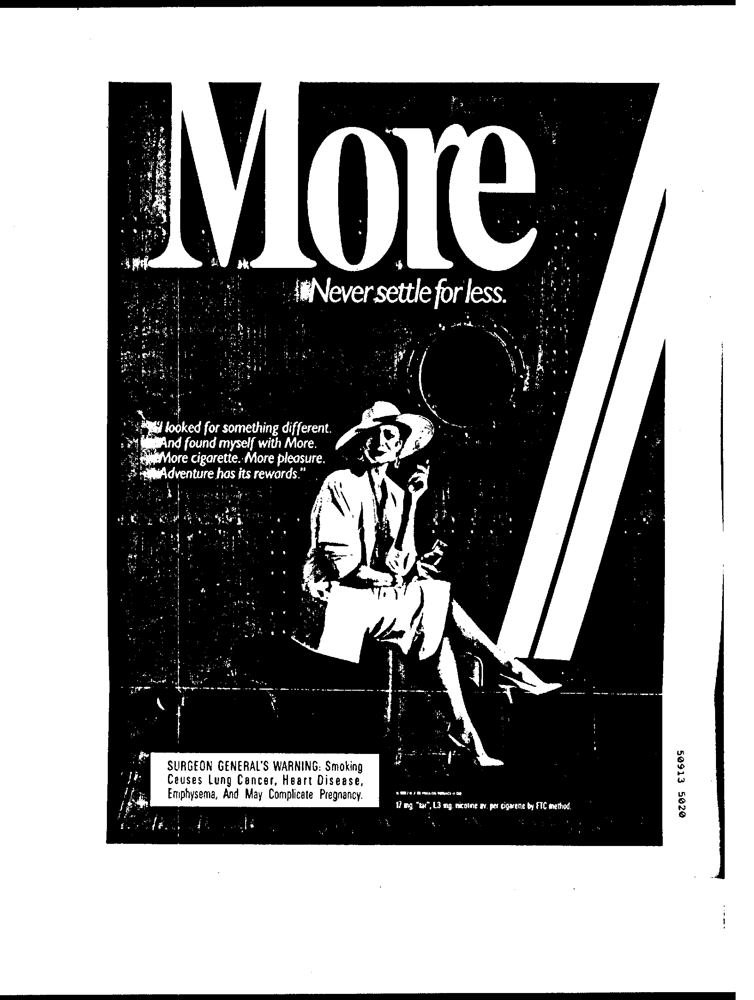 More
Never settle for less.
"I looked for something different.
And found myself with More.
More cigarette. More pleasure.
Adventure has its rewards."
SURGEON GENERAL'S WARNING: Smoking
Causes Lung Cancer, Heart Disease,
Emphysema, And May Complicate Pregnancy.
17 mg. "tar", 1.3 mg. nicotine av. per cigarette by FTC method.
50913 5020